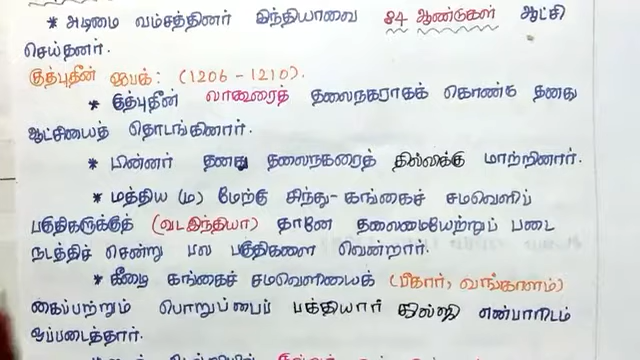 * அடிமை வம்சத்தினர் இந்தியாவை 84 ஆண்டுகள் ஆட்சி
செய்தனர்.
குத்புதீன் ஐபக்: (1206 - 1210).
* குத்புதீன் லாகூரைத் தலைநகராகக் கொண்டு தனது
ஆட்சியைத் தொடங்கினார்.
* பின்னர் தனது தலைநகரைத் தில்லிக்கு மாற்றினார்.
* மத்திய (ம) மேற்கு சிந்து-கங்கைச் சமவெளிப்
பகுதிகளுக்குத் (வடஇந்தியா) தானே தலைமையேற்றுப் படை
நடத்திச் சென்று பல பகுதிகளை வென்றார்.
* கீழை கங்கைச் சமவெளியைக் (பீகார், வங்காளம்)
கைப்பற்றும் பொறுப்பைப் பக்தியார் கில்ஜி என்பாரிடம்
ஒப்படைத்தார்.